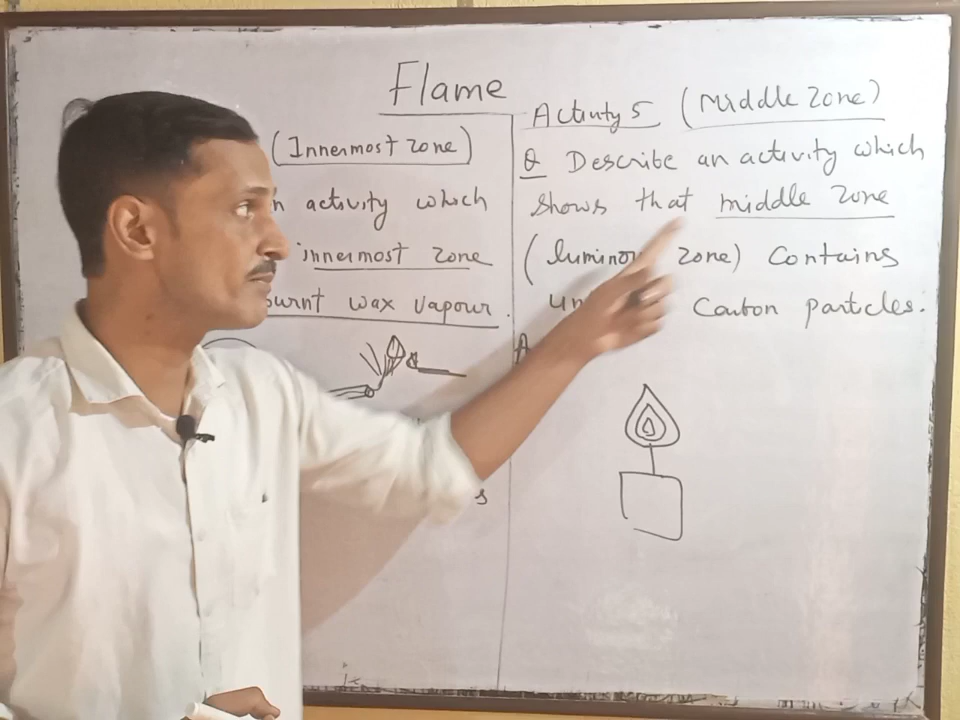 Flame
(Innermost zone)
activity which
innermost zone
burnt wax vapour.
s
Activity 5 (Middle Zone)
Q Describe an activity which
shows that middle zone
(luminous zone) Contains
Carbon particles.
A